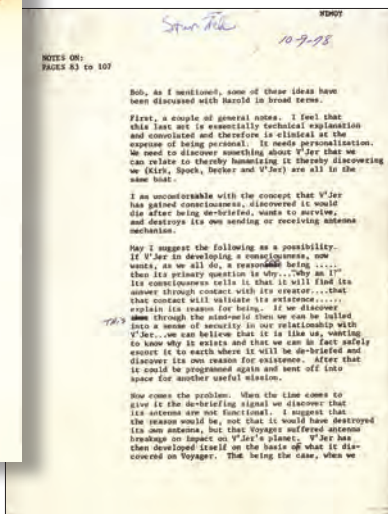 NIMOY
Star Trek
10-9-78
NOTES ON:
PAGES 83 to 107
Bob, as I mentioned, some of these ideas have
been discussed with Harold in broad terms.
First, a couple of general notes. I feel that
this last act is essentially technical explanation
and convoluted and therefore is clinical at the
expense of being personal. It needs personalization.
We need to discover something about V'Jer that we
can relate to thereby humanizing it thereby discovering
we (Kirk, Spock, Decker and V'Jer) are all in the
same boat.
I am uncomfortable with the concept that V'Jer
has gained consciousness, discovered it would
die after being de-briefed, wants to survive,
and destroys its own sending or receiving antenna
mechanism.
May I suggest the following as a possibility.
If V'Jer in developing a consciousness, now
wants, as we all do, a reason for being .....
then its primary question is why..."Why am I?"
Its consciousness tells it that it will find its
answer through contact with its creator....that
that contact will validate its existence......
explain its reason for being. If we discover
THIS through the mind-meld then we can be lulled
into a sense of security in our relationship with
V'Jer...we can believe that it is like us, wanting
to know why it exists and that we can in fact safely
escort it to earth where it will be de-briefed and
discover its own reason for existence. After that
it could be programmed again and sent off into
space for another useful mission.
Now comes the problem. When the time comes to
give it the de-briefing signal we discover that
its antenna are not functional. I suggest that
the reason would be, not that it would have destroyed
its own antenna, but that Voyager suffered antenna
breakage on impact on V'Jer's planet. V'Jer has
then developed itself on the basis of what it dis-
covered on Voyager. That being the case, when we